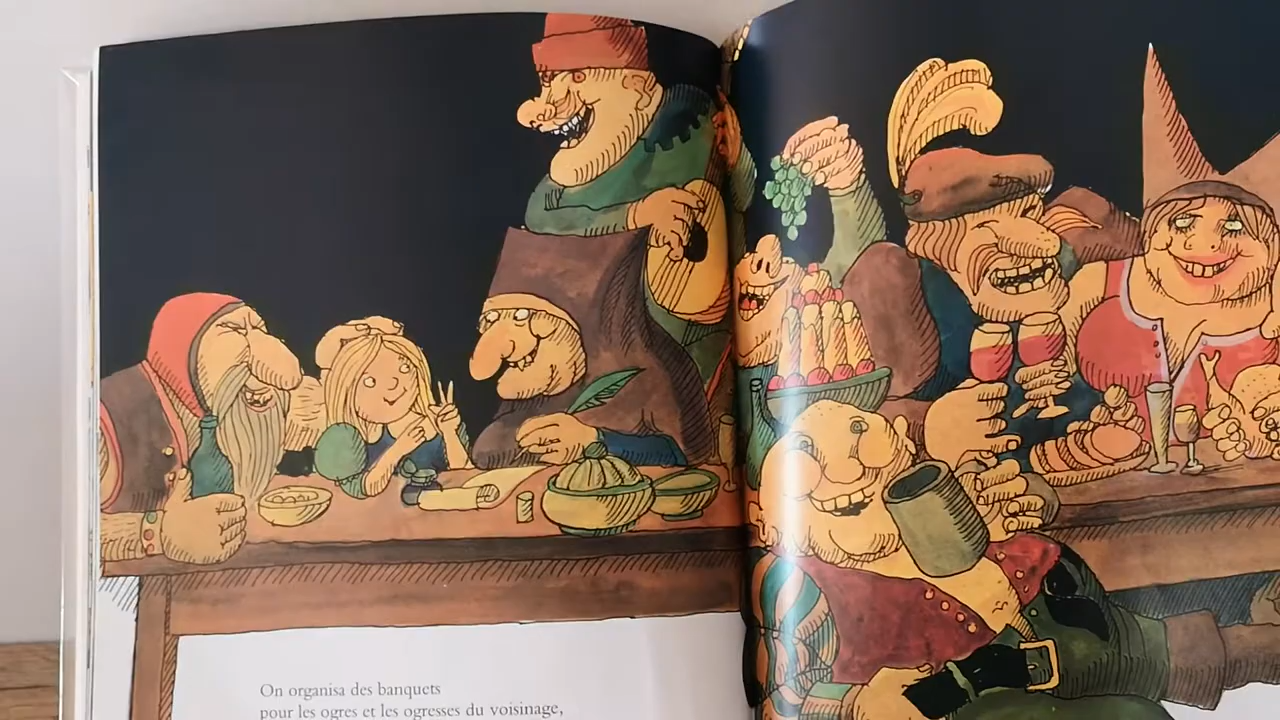 On organisa des banquets
pour les ogres et les ogresses du voisinage,